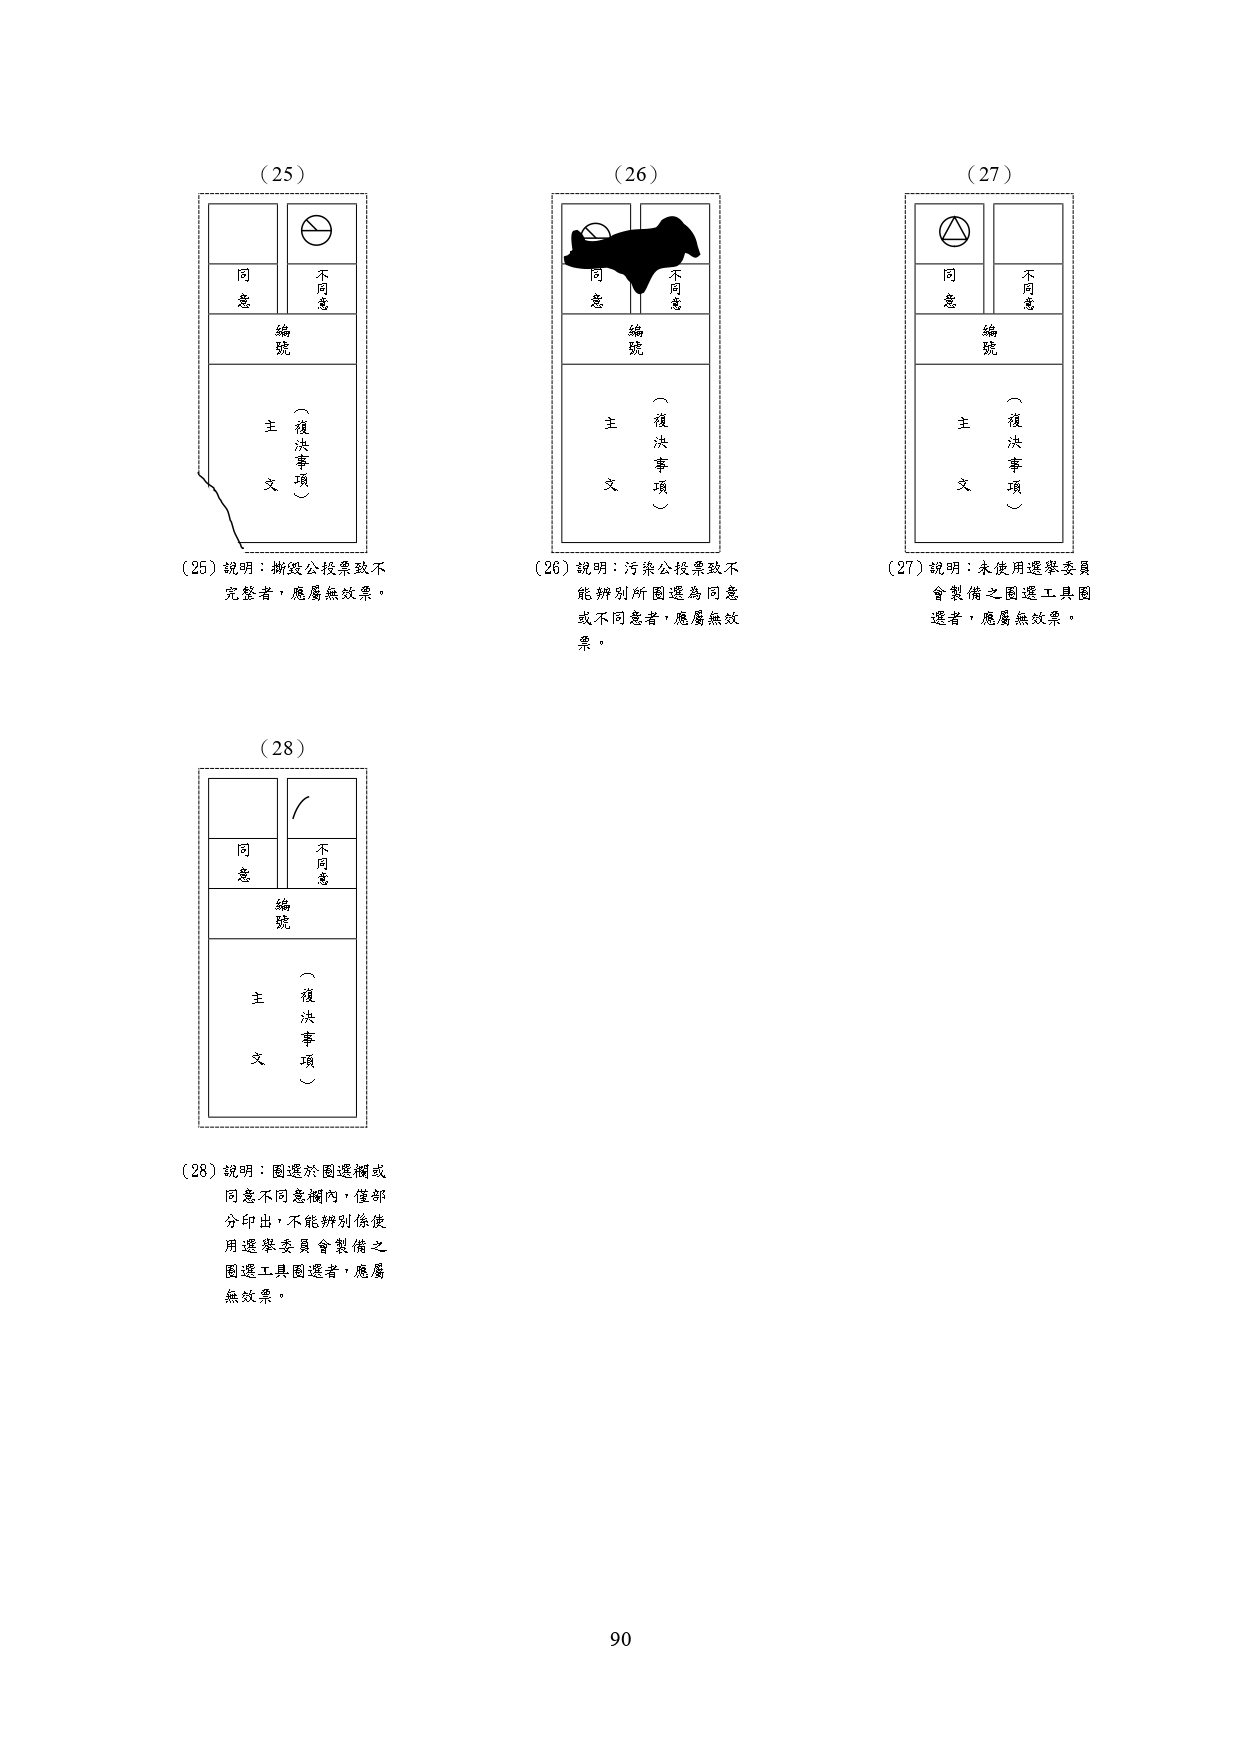 （25）
同意
不同意
編號
（復決事項）
主文
（25）說明：撕毀公投票致不
完整者，應屬無效票。
（26）
同意
不同意
編號
（復決事項）
主文
（26）說明：污染公投票致不
能辨別所圈選為同意
或不同意者，應屬無效
票。
（27）
同意
不同意
編號
（復決事項）
主文
（27）說明：未使用選舉委員
會製備之圈選工具圈
選者，應屬無效票。
（28）
同意
不同意
編號
（復決事項）
主文
（28）說明：圈選於圈選欄或
同意不同意欄內，僅部
分印出，不能辨別係使
用選舉委員會製備之
圈選工具圈選者，應屬
無效票。
90